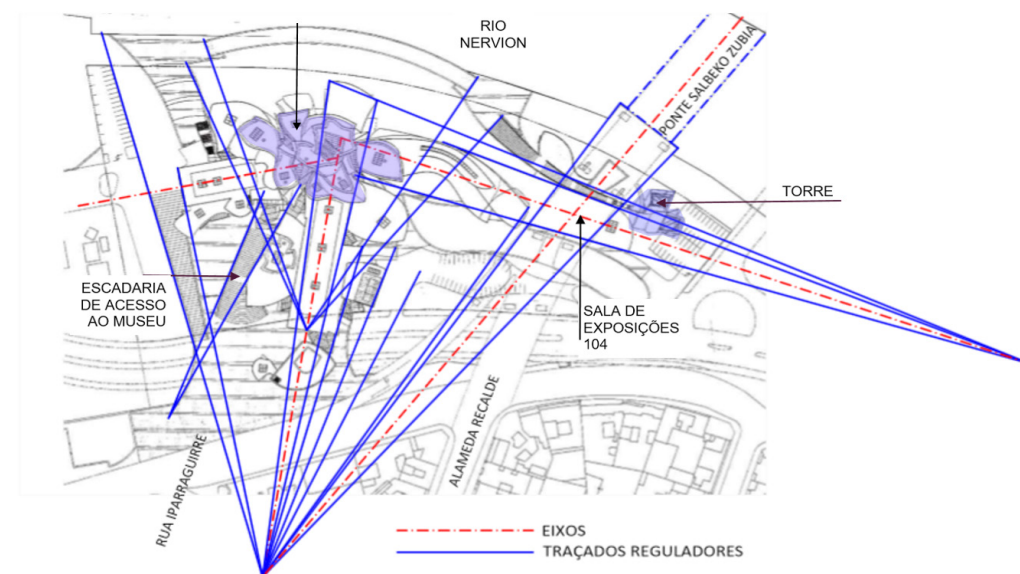 RIO
NERVION
PONTE SALBEKO ZUBIA
TORRE
ESCADARIA
DE ACESSO
AO MUSEU
SALA DE
EXPOSIÇÕES
104
RUA IPARRAGUIRRE
ALAMEDA RECALDE
EIXOS
TRAÇADOS REGULADORES